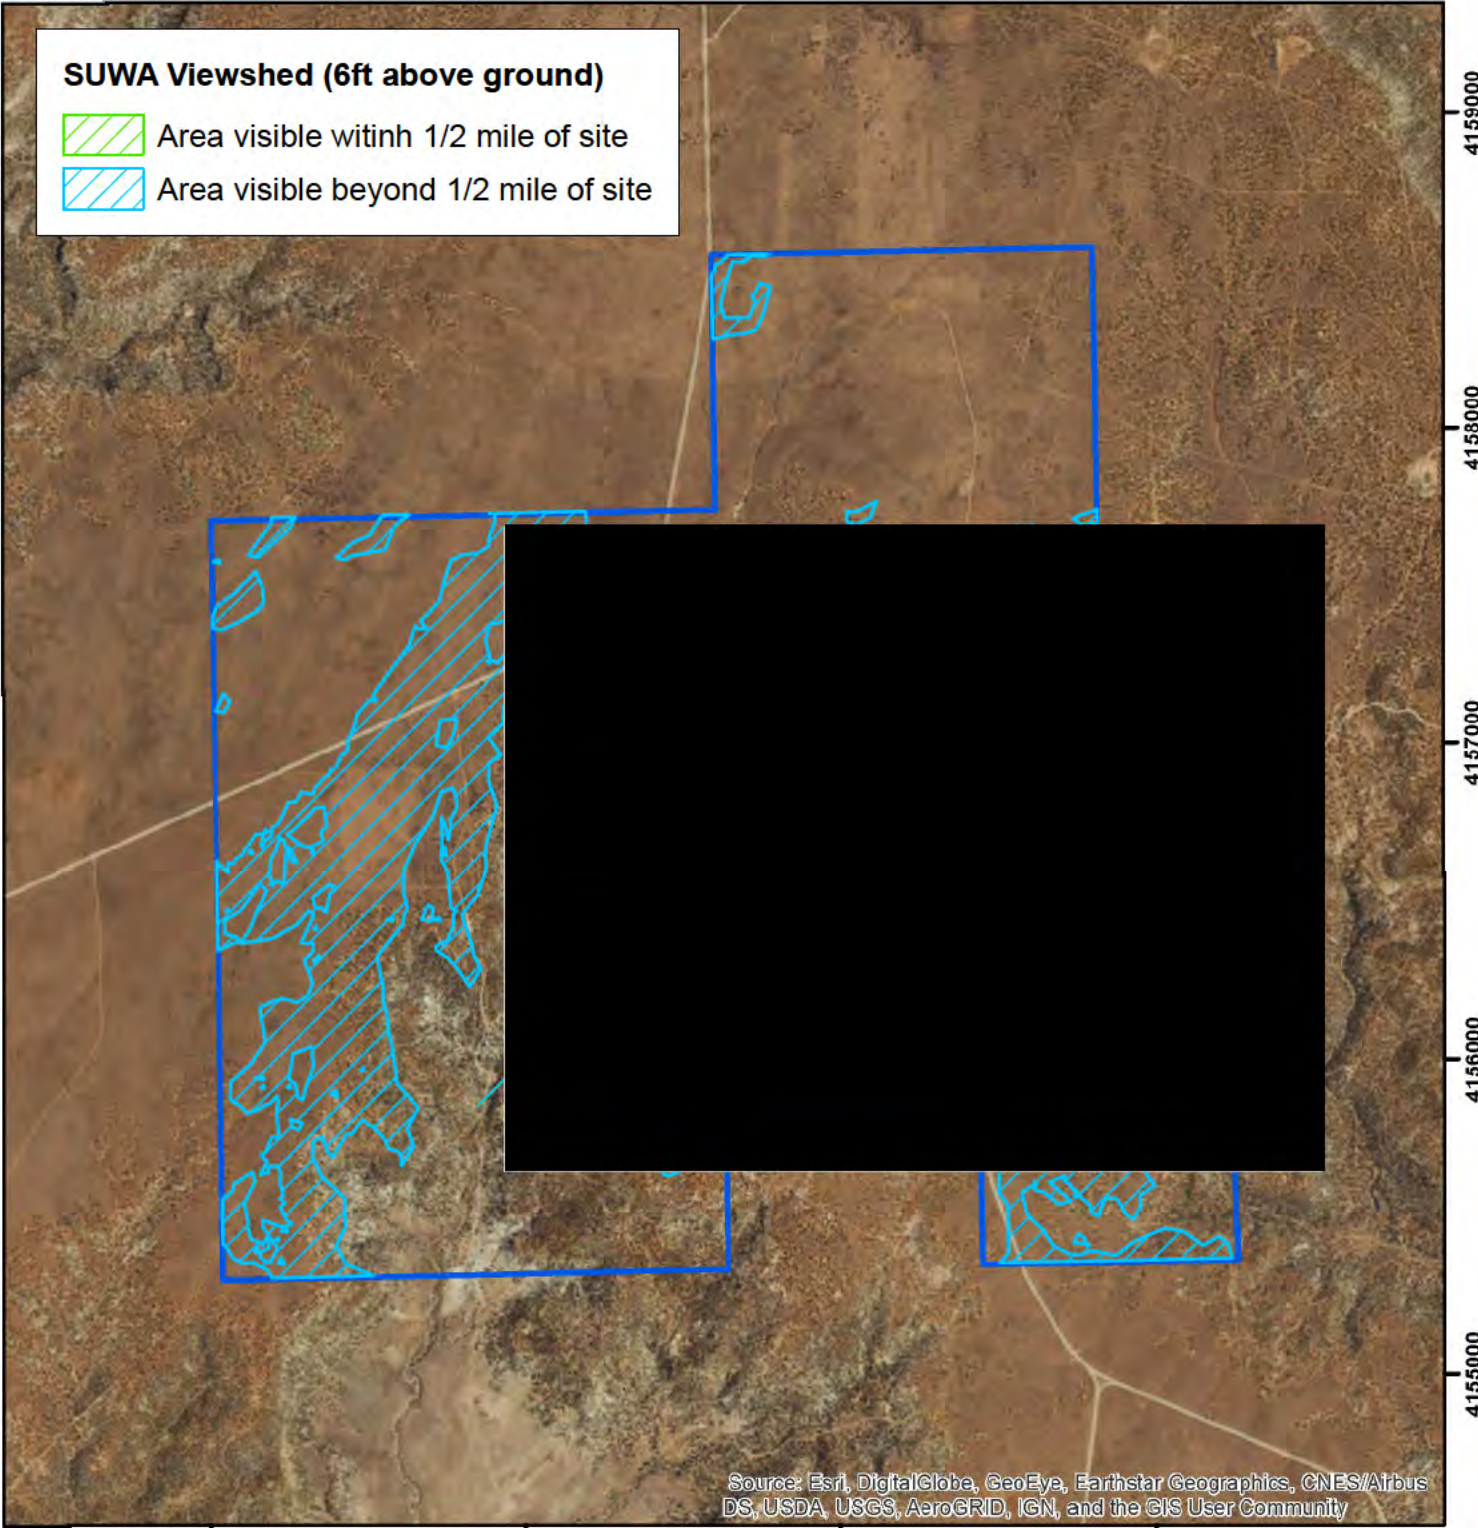 SUWA Viewshed (6ft above ground)
Area visible witinh 1/2 mile of site
Area visible beyond 1/2 mile of site
4159000
4158000
4157000
4156000
4155000
Source: Esri, DigitalGlobe, GeoEye, Earthstar Geographics, CNES/Airbus
DS, USDA, USGS, AeroGRID, IGN, and the GIS User Community